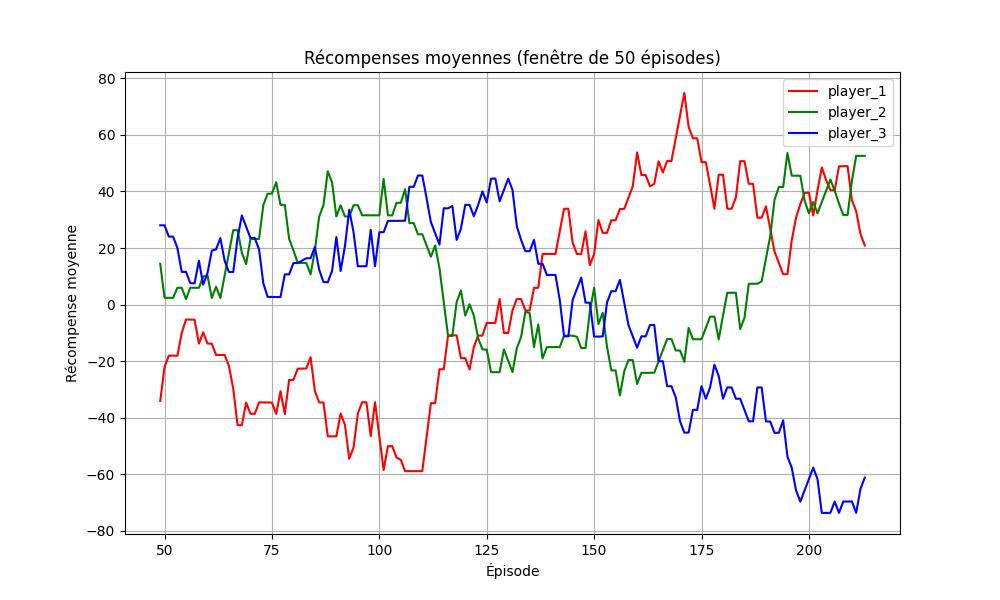 Récompenses moyennes (fenêtre de 50 épisodes)
player_1
player_2
player_3
Récompense moyenne
80
60
40
20
0
−20
−40
−60
−80
50
75
100
125
150
175
200
Épisode